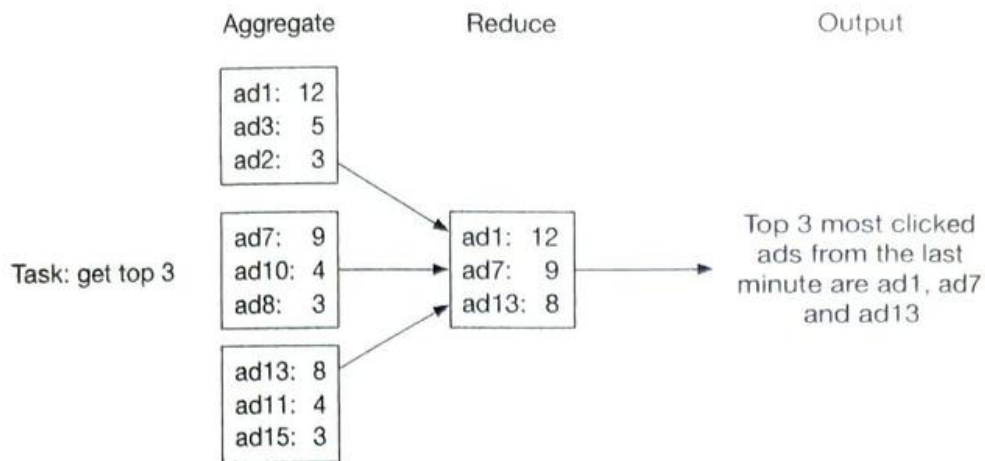 Aggregate
Reduce
Output
Task: get top 3
ad1: 12
ad3: 5
ad2: 3
ad7: 9
ad10: 4
ad8: 3
ad13: 8
ad11: 4
ad15: 3
ad1: 12
ad7: 9
ad13: 8
Top 3 most clicked
ads from the last
minute are ad1, ad7
and ad13